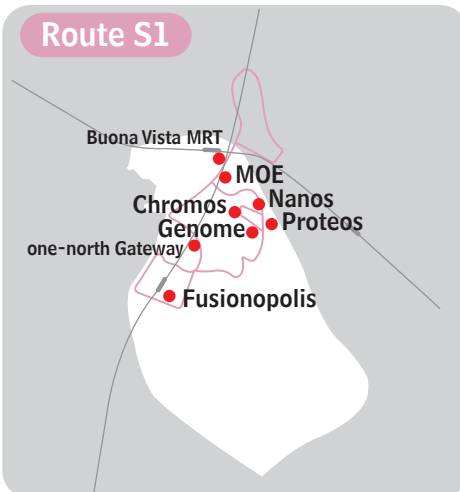 Route S1
Buona Vista MRT
MOE
Nanos
Chromos
Proteos
Genome
one-north Gateway
Fusionopolis